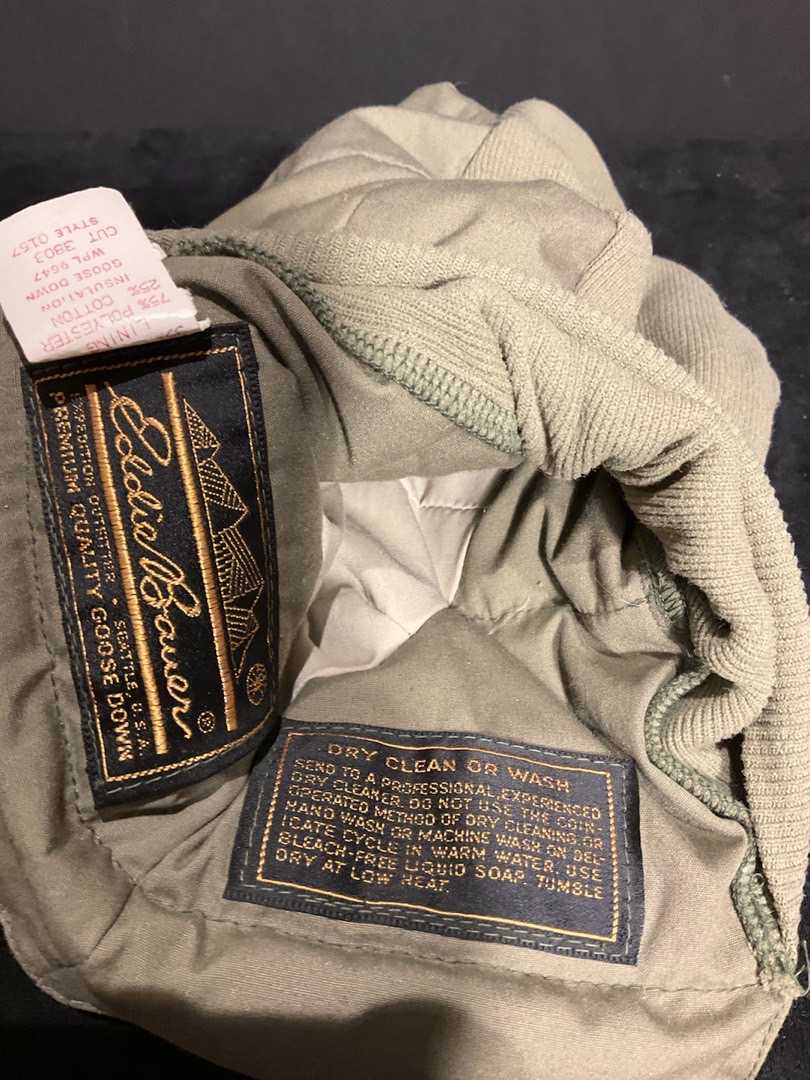 LINING
POLYESTER
75% COTTON
25%
INSULATION
GOOSE DOWN
WPL 9647
CUT 3803
STYLE 0157
Eddie Bauer®
EXPEDITION OUTFITTER • SEATTLE, U.S.A.
PREMIUM QUALITY GOOSE DOWN
DRY CLEAN OR WASH
SEND TO A PROFESSIONAL, EXPERIENCED
DRY CLEANER. DO NOT USE THE COIN-
OPERATED METHOD OF DRY CLEANING. OR
HAND WASH OR MACHINE WASH ON DEL-
ICATE CYCLE IN WARM WATER. USE
BLEACH-FREE LIQUID SOAP. TUMBLE
DRY AT LOW HEAT.